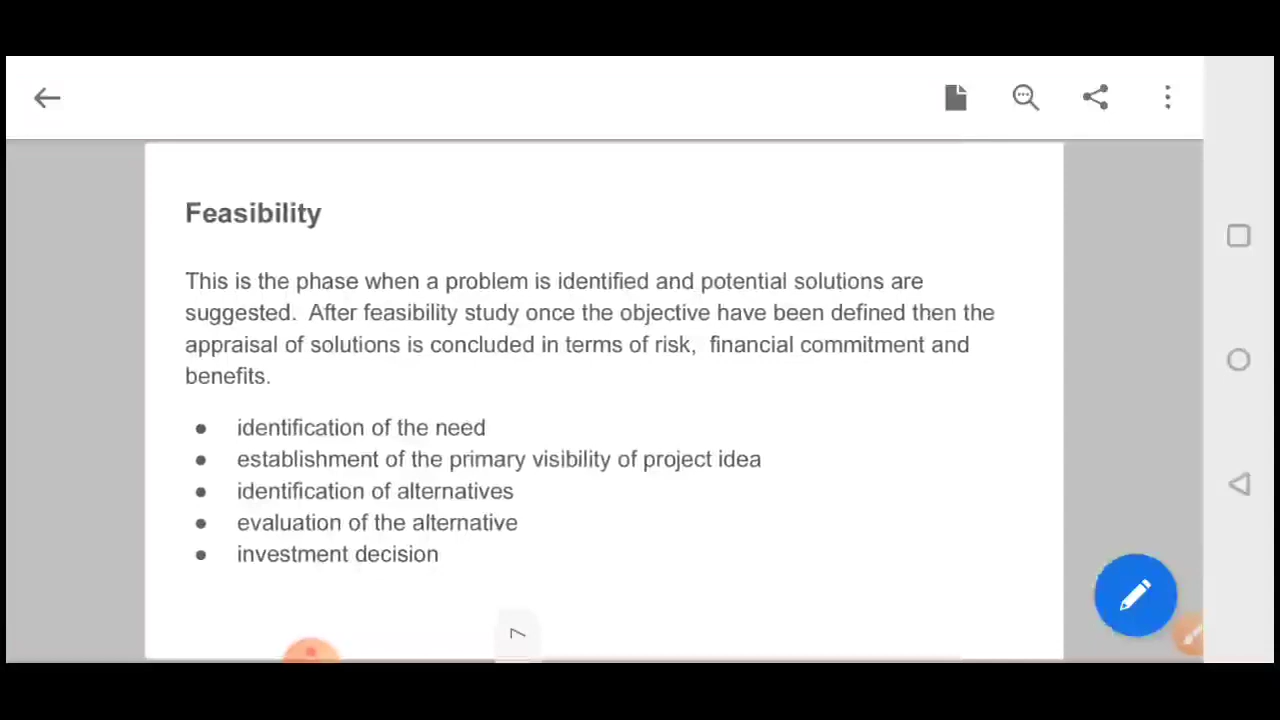 Feasibility
This is the phase when a problem is identified and potential solutions are
suggested.  After feasibility study once the objective have been defined then the
appraisal of solutions is concluded in terms of risk,  financial commitment and
benefits.
● identification of the need
● establishment of the primary visibility of project idea
● identification of alternatives
● evaluation of the alternative
● investment decision
7